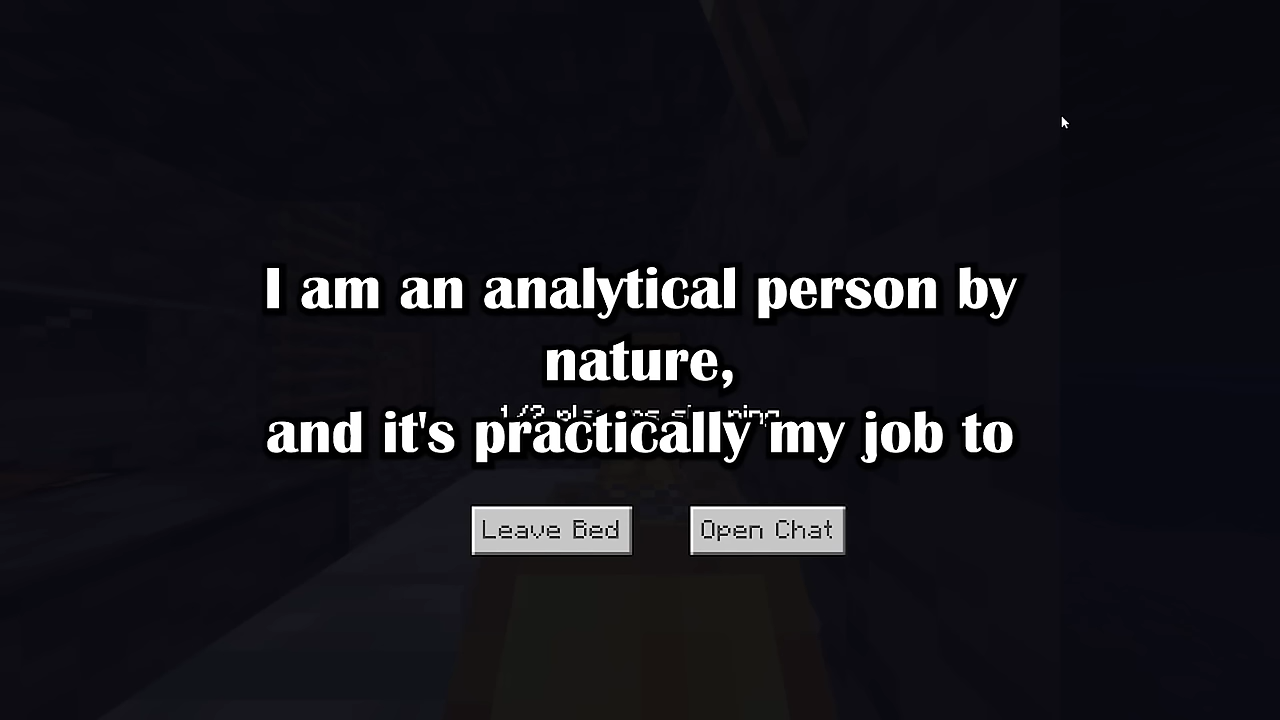 I am an analytical person by
nature,
and it's practically my job to
Leave Bed
Open Chat